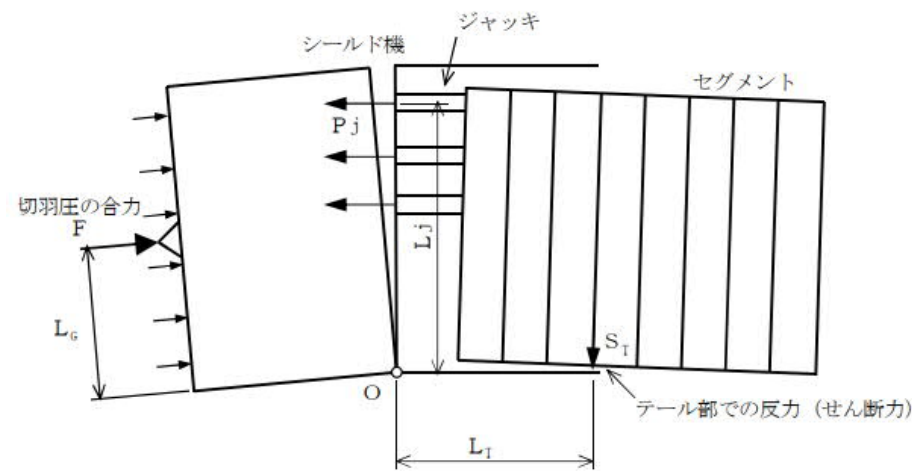 ジャッキ
シールド機
セグメント
Pj
切羽圧の合力
F
Lj
LG
ST
O
テール部での反力（せん断力）
LT